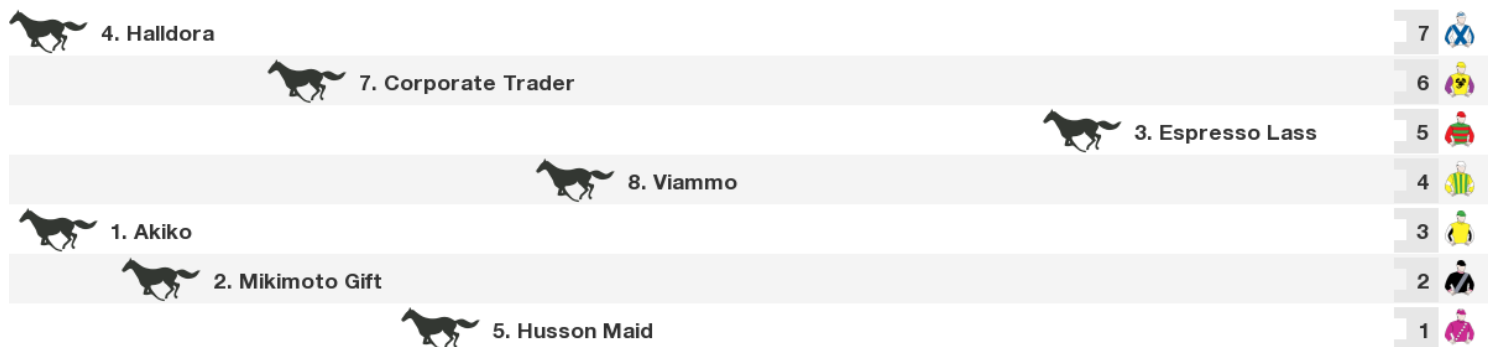 4. Halldora 7
7. Corporate Trader 6
3. Espresso Lass 5
8. Viammo 4
1. Akiko 3
2. Mikimoto Gift 2
5. Husson Maid 1